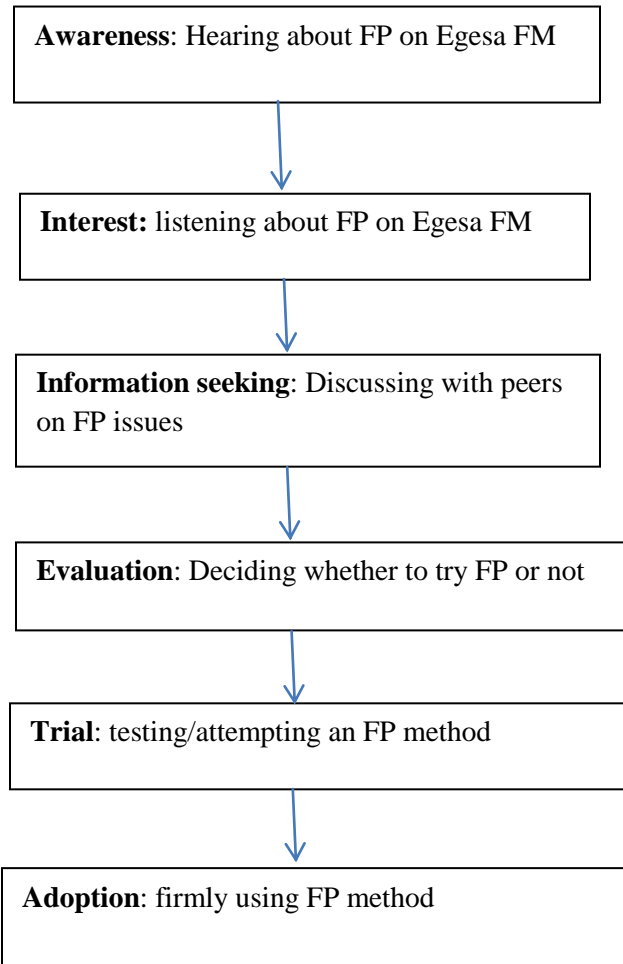 Awareness: Hearing about FP on Egesa FM
Interest: listening about FP on Egesa FM
Information seeking: Discussing with peers
on FP issues
Evaluation: Deciding whether to try FP or not
Trial: testing/attempting an FP method
Adoption: firmly using FP method